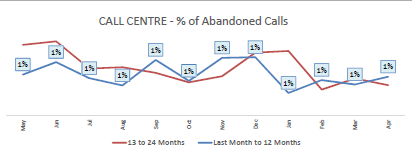 CALL CENTRE - % of Abandoned Calls
1%
1%
1%
1%
1%
1%
1%
1%
1%
1%
1%
1%
May
Jun
Jul
Aug
Sep
Oct
Nov
Dec
Jan
Feb
Mar
Apr
13 to 24 Months
Last Month to 12 Months